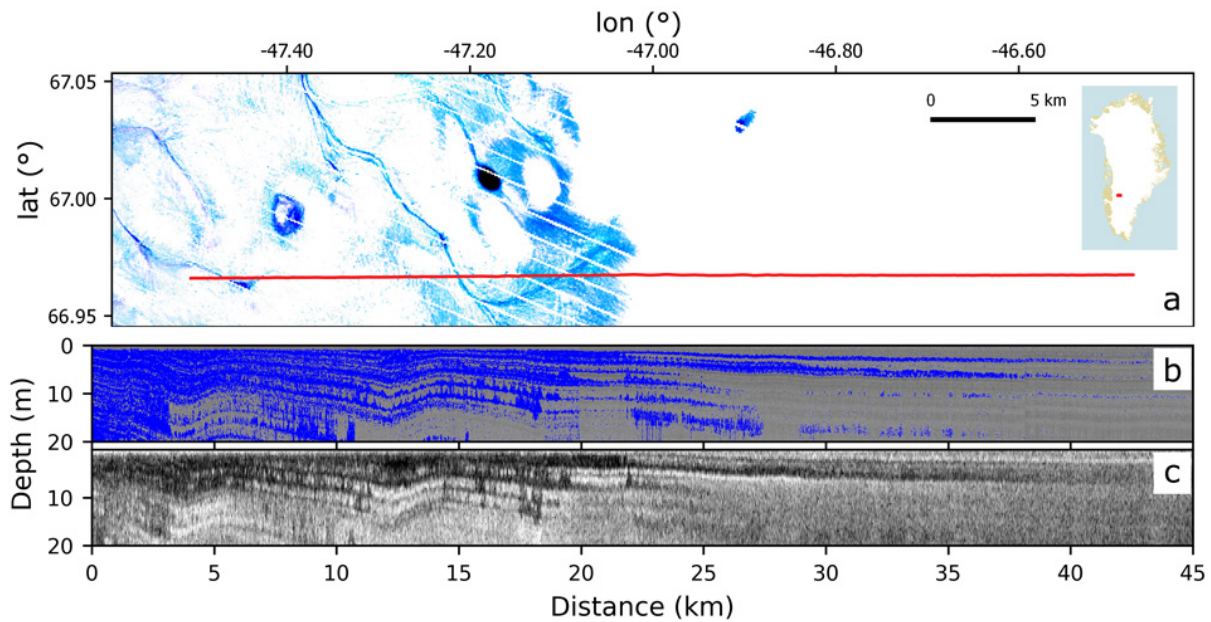 lon (°)
-47.40 -47.20 -47.00 -46.80 -46.60
67.05
0 5 km
lat (°)
67.00
66.95
a
0
10
20
b
Depth (m)
10
20
c
0 5 10 15 20 25 30 35 40 45
Distance (km)